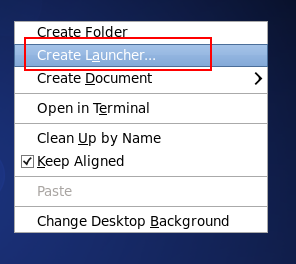 Create Folder
Create Launcher...
Create Document
Open in Terminal
Clean Up by Name
Keep Aligned
Paste
Change Desktop Background